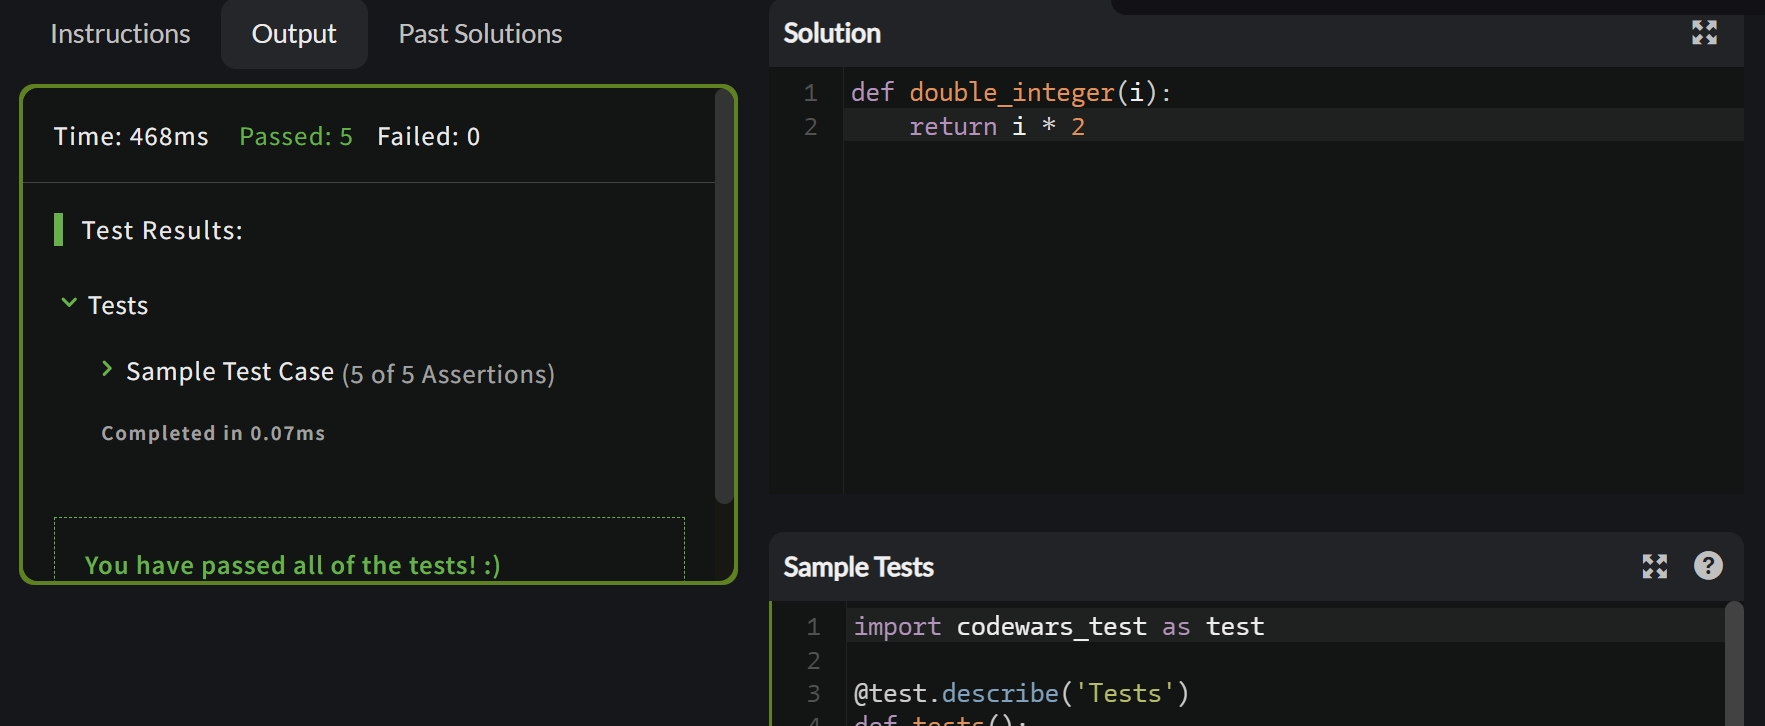 Instructions Output Past Solutions
Time: 468ms Passed: 5 Failed: 0
Test Results:
Tests
Sample Test Case (5 of 5 Assertions)
Completed in 0.07ms
You have passed all of the tests! :)
Solution
1 def double_integer(i):
2     return i * 2
Sample Tests
?
1 import codewars_test as test
2
3 @test.describe('Tests')
4 def tests():